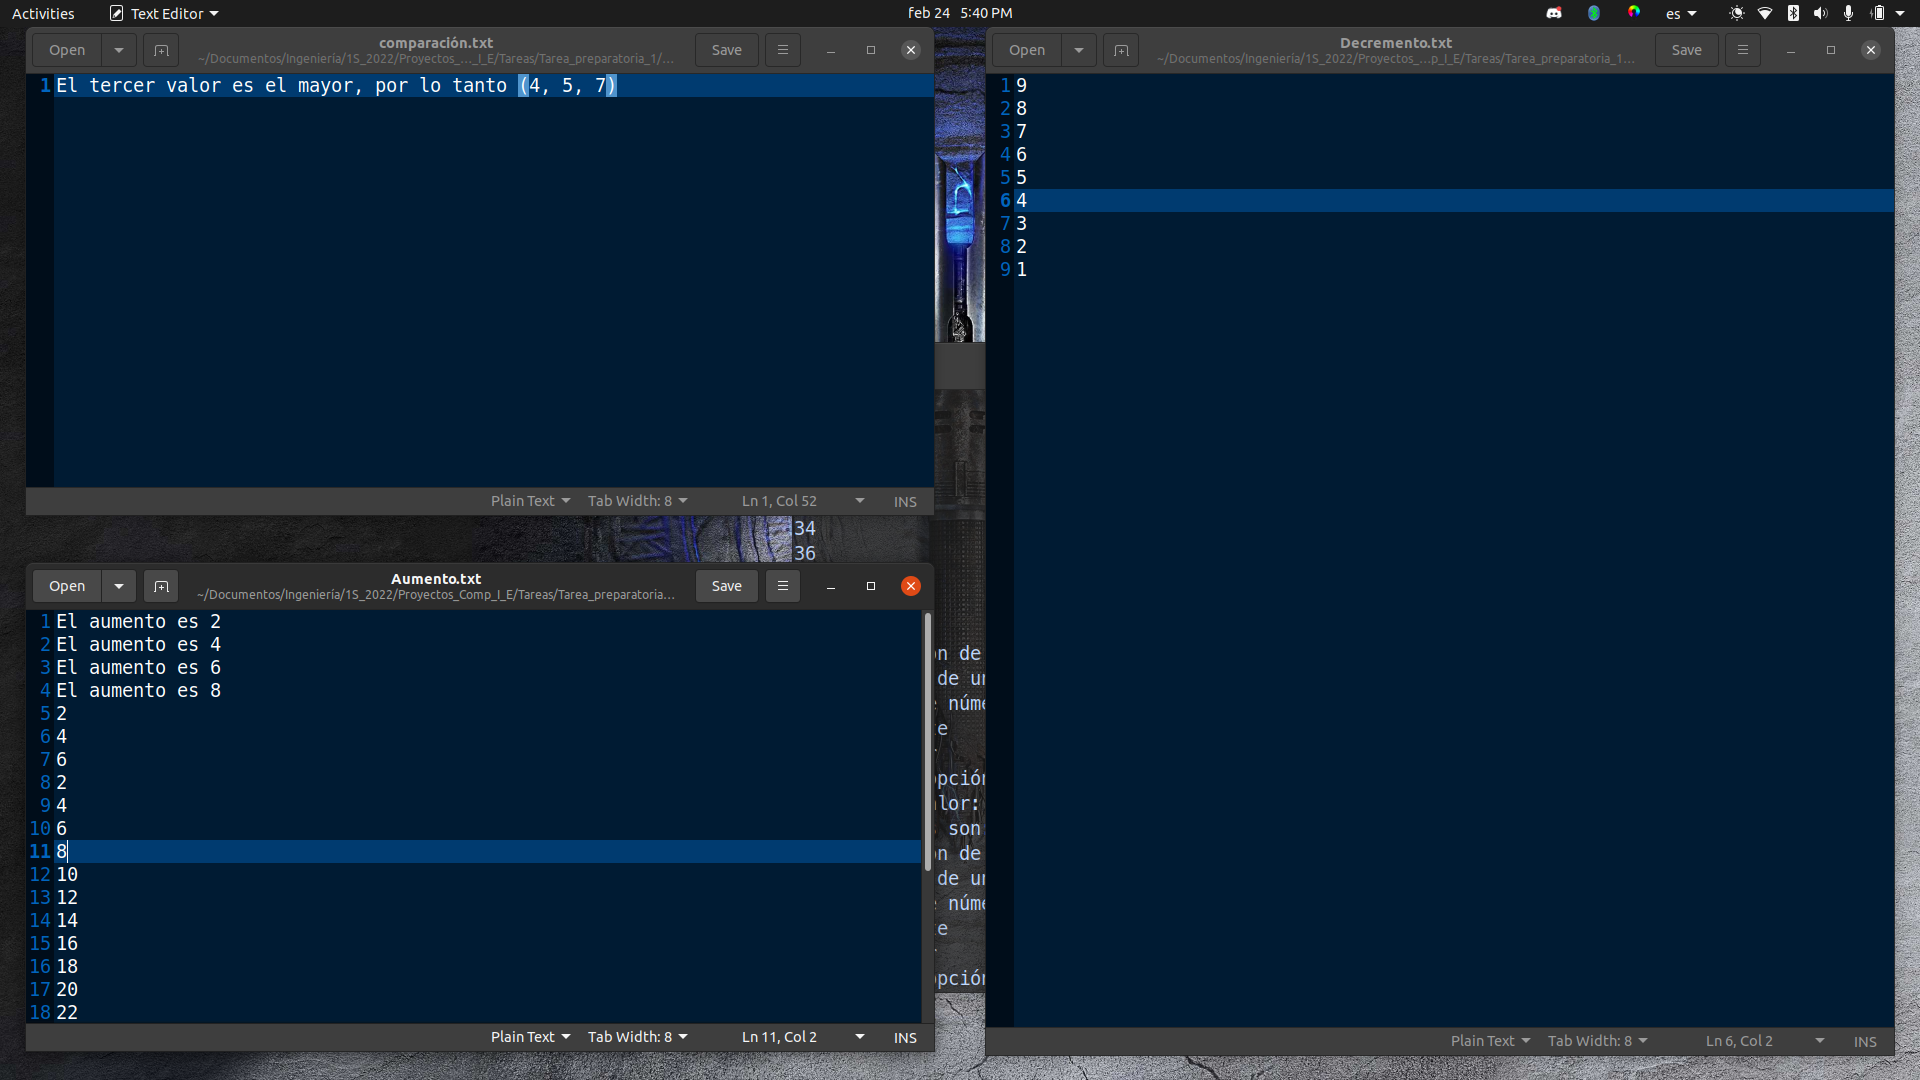 Activities
Text Editor
feb 24 5:40 PM
es
Open
comparación.txt
~/Documentos/Ingeniería/1S_2022/Proyectos_..._I_E/Tareas/Tarea_preparatoria_1/...
Save
1 El tercer valor es el mayor, por lo tanto (4, 5, 7)
Plain Text
Tab Width: 8
Ln 1, Col 52
INS
34
36
Open
Aumento.txt
~/Documentos/Ingeniería/1S_2022/Proyectos_Comp_I_E/Tareas/Tarea_preparatoria...
Save
1 El aumento es 2
2 El aumento es 4
3 El aumento es 6
4 El aumento es 8
5 2
6 4
7 6
8 2
9 4
10 6
11 8
12 10
13 12
14 14
15 16
16 18
17 20
18 22
Plain Text
Tab Width: 8
Ln 11, Col 2
INS
n de
de un
núme
te
opción
lor:
son
n de
de un
núme
te
opción
Open
Decremento.txt
~/Documentos/Ingeniería/1S_2022/Proyectos_...p_I_E/Tareas/Tarea_preparatoria_1...
Save
1 9
2 8
3 7
4 6
5 5
6 4
7 3
8 2
9 1
Plain Text
Tab Width: 8
Ln 6, Col 2
INS